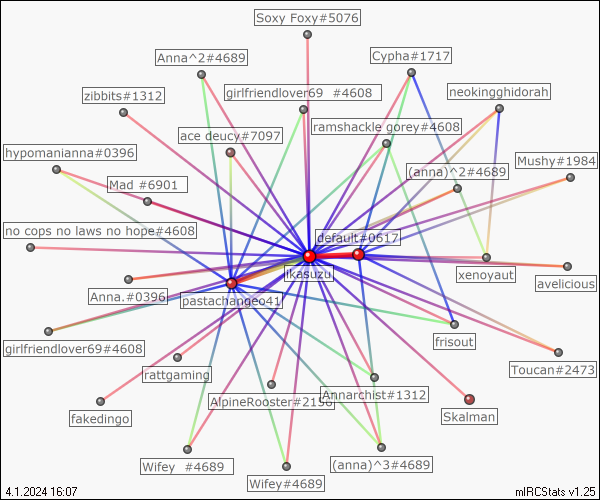 Soxy Foxy#5076
Anna^2#4689
Cypha#1717
zibbits#1312
girlfriendlover69 #4608
neokingghidorah
ace deucy#7097
ramshackle gorey#4608
hypomanianna#0396
Mad #6901
(anna)^2#4689
Mushy#1984
no cops no laws no hope#4608
default#0617
ikasuzu
xenoyaut
avelicious
Anna.#0396
pastachangeo41
girlfriendlover69#4608
frisout
rattgaming
Toucan#2473
fakedingo
AlpineRooster#2156
Annarchist#1312
Skalman
Wifey #4689
Wifey#4689
(anna)^3#4689
4.1.2024 16:07
mIRCStats v1.25